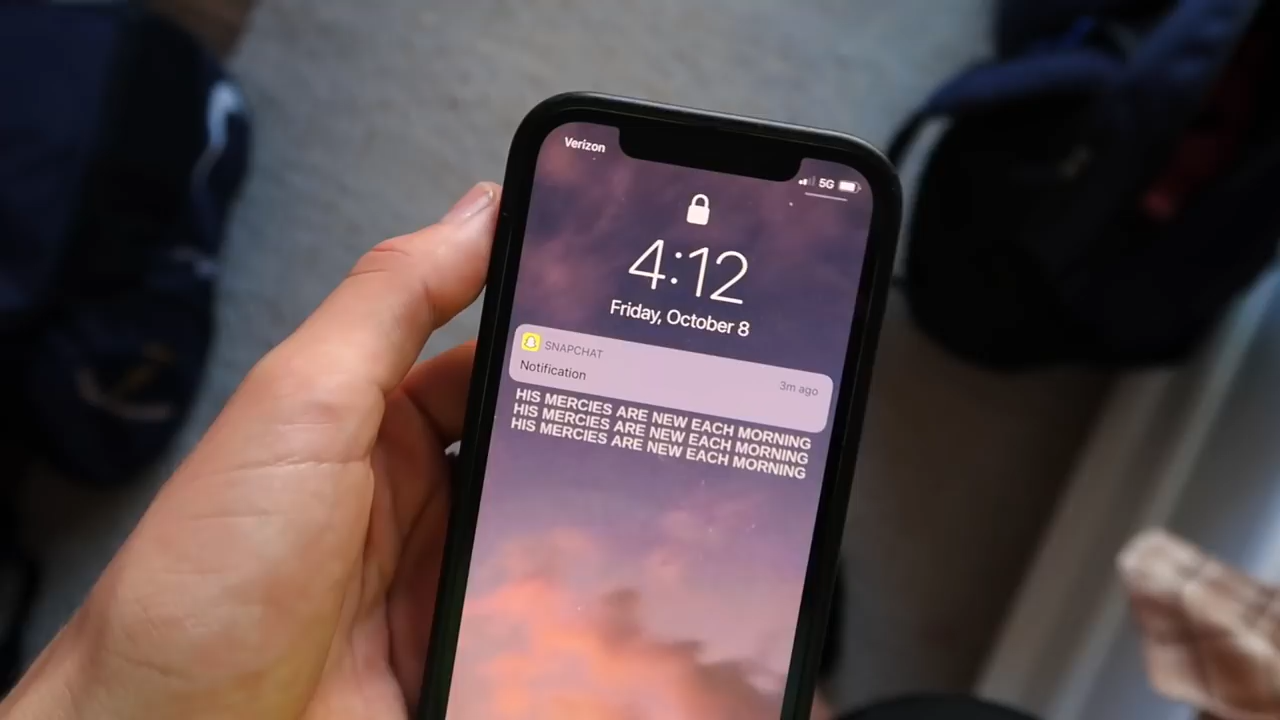 Verizon
5G
4:12
Friday, October 8
SNAPCHAT
3m ago
Notification
HIS MERCIES ARE NEW EACH MORNING
HIS MERCIES ARE NEW EACH MORNING
HIS MERCIES ARE NEW EACH MORNING